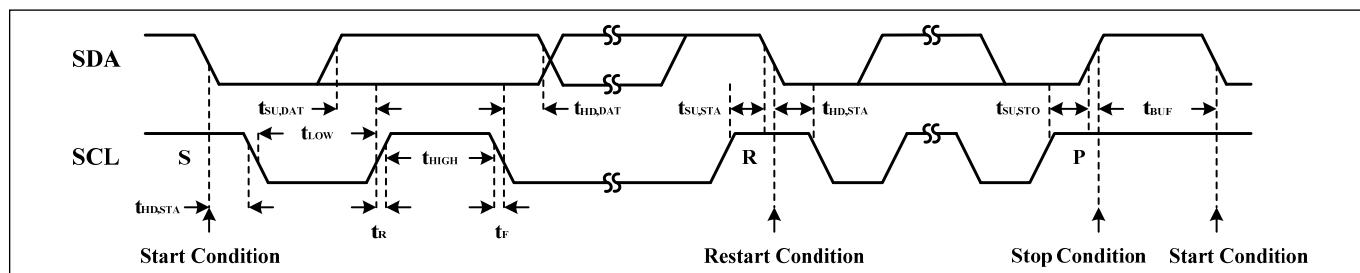 SDA
tSU,DAT
tHD,DAT
tSU,STA
tHD,STA
tSU,STO
tBUF
tLOW
SCL
S
tHIGH
R
P
tHD,STA
tR
tF
Start Condition
Restart Condition
Stop Condition
Start Condition